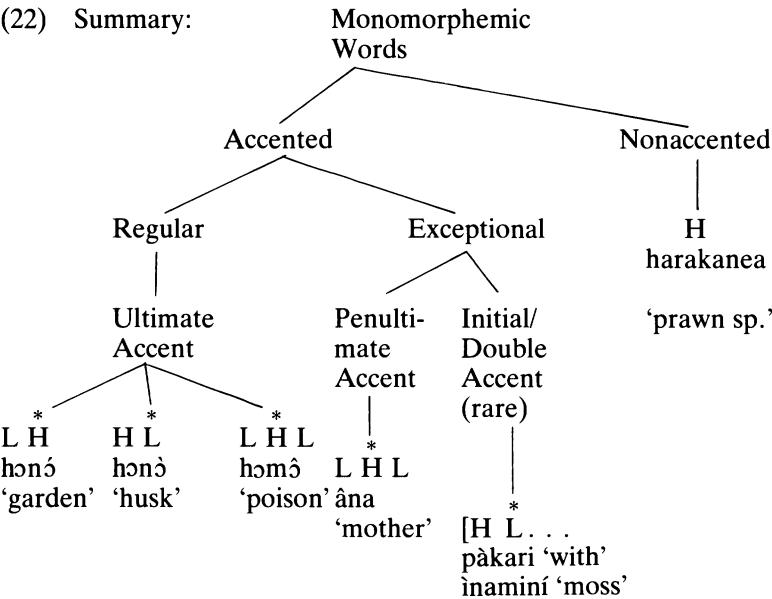 (22) Summary: Monomorphemic
Words
Accented Nonaccented
Regular Exceptional H
harakanea
Ultimate Penulti- Initial/ ‘prawn sp.’
Accent mate Double
Accent Accent
(rare)
* * * *
L H H L L H L L H L
hɔnɔ́ hɔnɔ̀ hɔmɔ̂ âna
‘garden’ ‘husk’ ‘poison’ ‘mother’
*
[H L. . .
pàkari ‘with’
ìnaminí ‘moss’